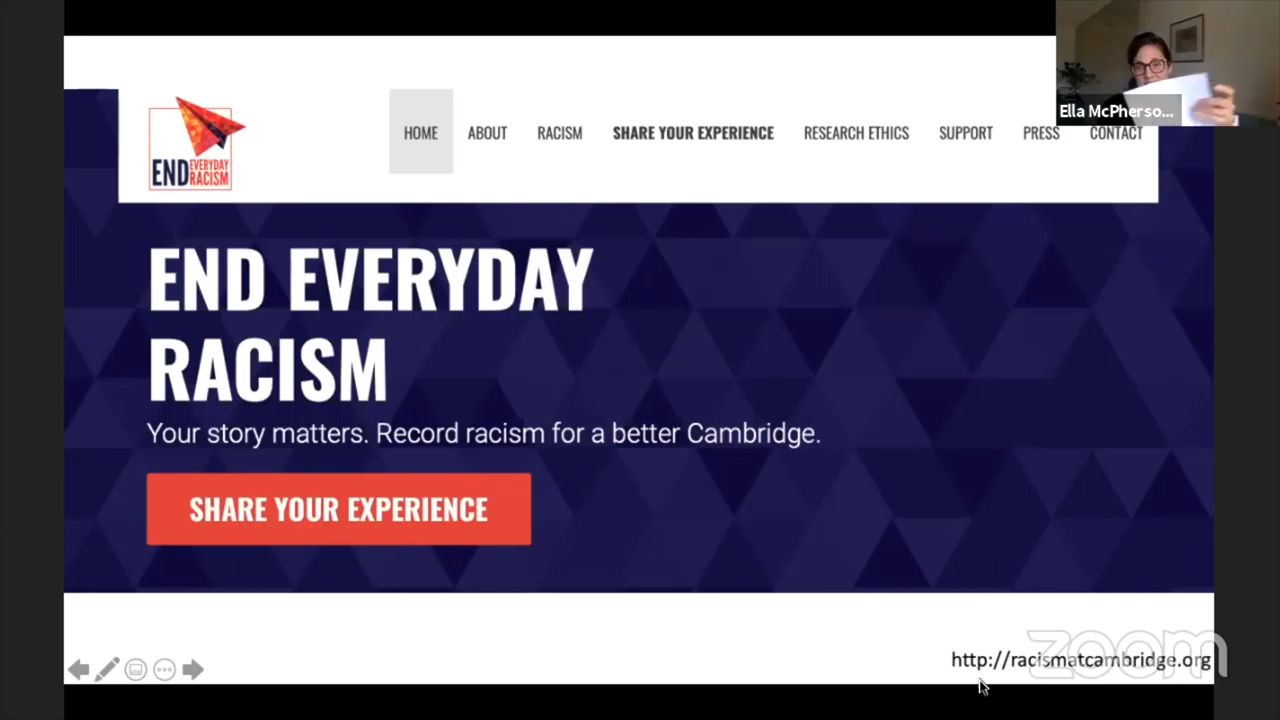 Ella McPherso...
END EVERYDAY RACISM
HOME ABOUT RACISM SHARE YOUR EXPERIENCE RESEARCH ETHICS SUPPORT PRESS CONTACT
END EVERYDAY
RACISM
Your story matters. Record racism for a better Cambridge.
SHARE YOUR EXPERIENCE
http://racismatcambridge.org
zoom